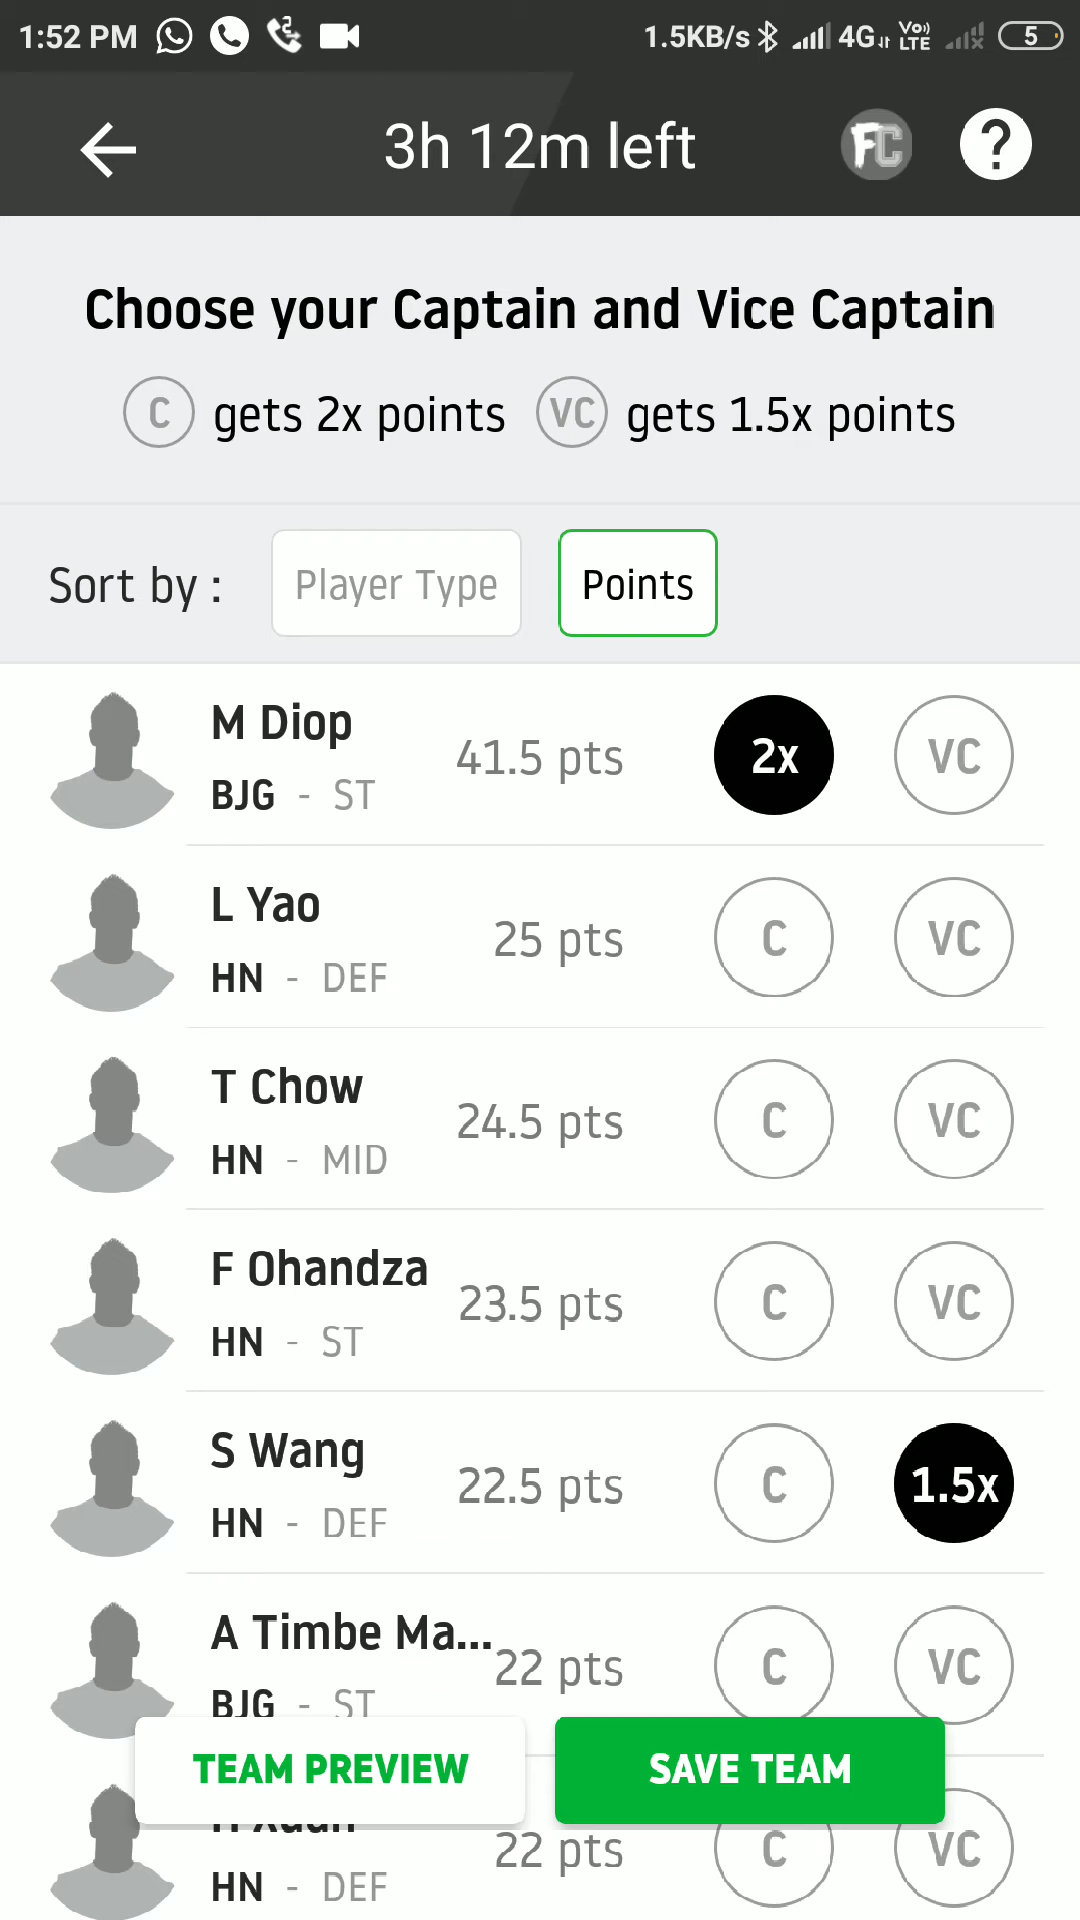 1:52 PM 1.5KB/s 4G Vo) LTE 5
3h 12m left FC ?
Choose your Captain and Vice Captain
C gets 2x points VC gets 1.5x points
Sort by : Player Type Points
M Diop
41.5 pts 2x VC
BJG - ST
L Yao
25 pts C VC
HN - DEF
T Chow
24.5 pts C VC
HN - MID
F Ohandza
23.5 pts C VC
HN - ST
S Wang
22.5 pts C 1.5x
HN - DEF
A Timbe Ma...
22 pts C VC
BJG - ST
TEAM PREVIEW SAVE TEAM
22 pts C VC
HN - DEF